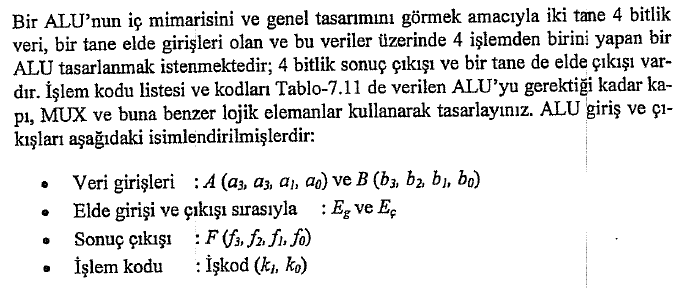 Bir ALU'nun iç mimarisini ve genel tasarımını görmek amacıyla iki tane 4 bitlik
veri, bir tane elde girişleri olan ve bu veriler üzerinde 4 işlemden birini yapan bir
ALU tasarlanmak istenmektedir; 4 bitlik sonuç çıkışı ve bir tane de elde çıkışı var-
dır. İşlem kodu listesi ve kodları Tablo-7.11 de verilen ALU'yu gerektiği kadar ka-
pı, MUX ve buna benzer lojik elemanlar kullanarak tasarlayınız. ALU giriş ve çı-
kışları aşağıdaki isimlendirilmişlerdir:
• Veri girişleri : A (a3, a3, a1, a0) ve B (b3, b2, b1, b0)
• Elde girişi ve çıkışı sırasıyla : Eg ve Eç
• Sonuç çıkışı : F (f3, f2, f1, f0)
• İşlem kodu : İşkod (k1, k0)